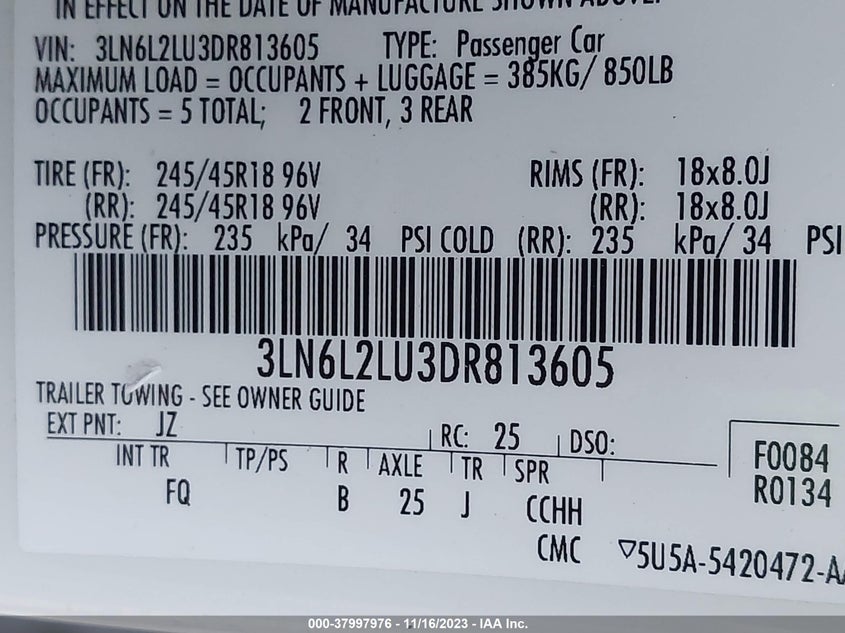 IN EFFECT ON THE DATE OF MANUFACTURE SHOWN ABOVE.
VIN: 3LN6L2LU3DR813605 TYPE: Passenger Car
MAXIMUM LOAD = OCCUPANTS + LUGGAGE = 385KG/ 850LB
OCCUPANTS = 5 TOTAL; 2 FRONT, 3 REAR
TIRE (FR): 245/45R18 96V RIMS (FR): 18x8.0J
(RR): 245/45R18 96V (RR): 18x8.0J
PRESSURE (FR): 235 kPa/ 34 PSI COLD (RR): 235 kPa/ 34 PSI
3LN6L2LU3DR813605
TRAILER TOWING - SEE OWNER GUIDE
EXT PNT: JZ RC: 25 DSO:
INT TR TP/PS R AXLE TR SPR F0084
FQ B 25 J CCHH R0134
CMC ▽5U5A-5420472-AA
000-37997976 - 11/16/2023 - IAA Inc.